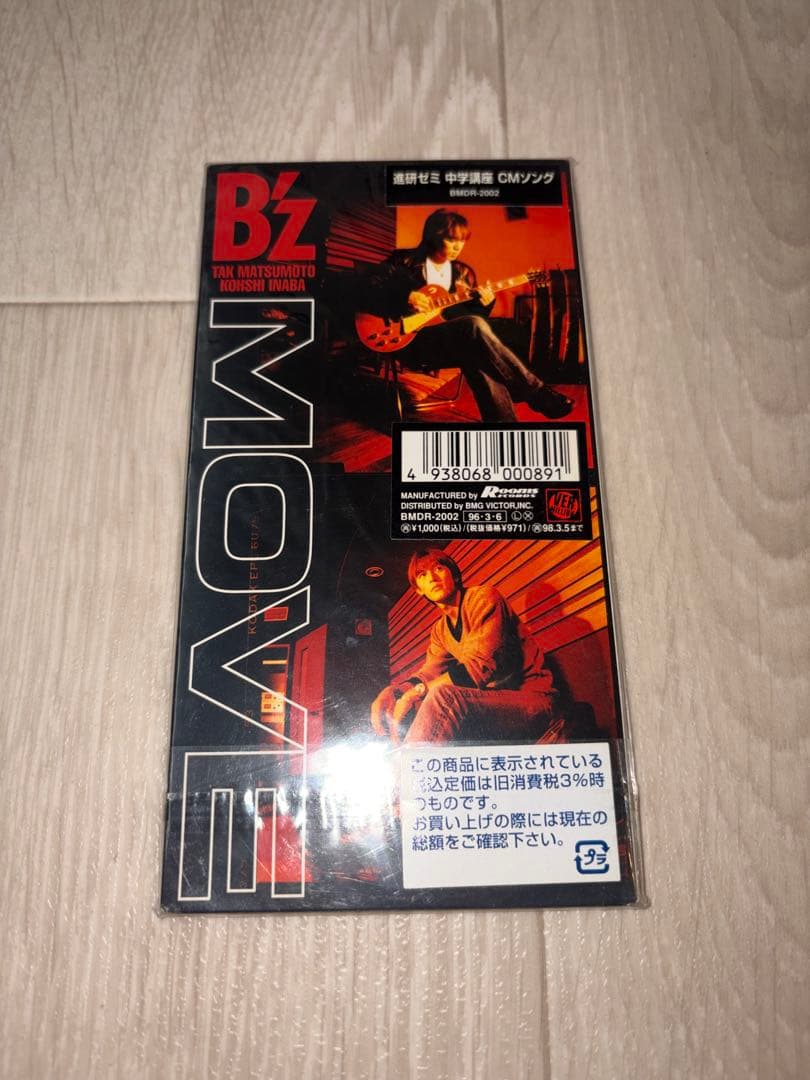 B'z
TAK MATSUMOTO
KOHSHI INABA
MOVE
進研ゼミ 中学講座 CMソング
BMDR-2002
4 938068 000891
MANUFACTURED by Rooms RECORDS
DISTRIBUTED by BMG VICTOR,INC.
BMDR-2002 96・3・6 Ⓛ
¥1,000(税込)/(税抜価格¥971)/98.3.5まで
この商品に表示されている
税込定価は旧消費税3%時
のものです。
お買い上げの際には現在の
総額をご確認下さい。
プラ
KODAK EPP